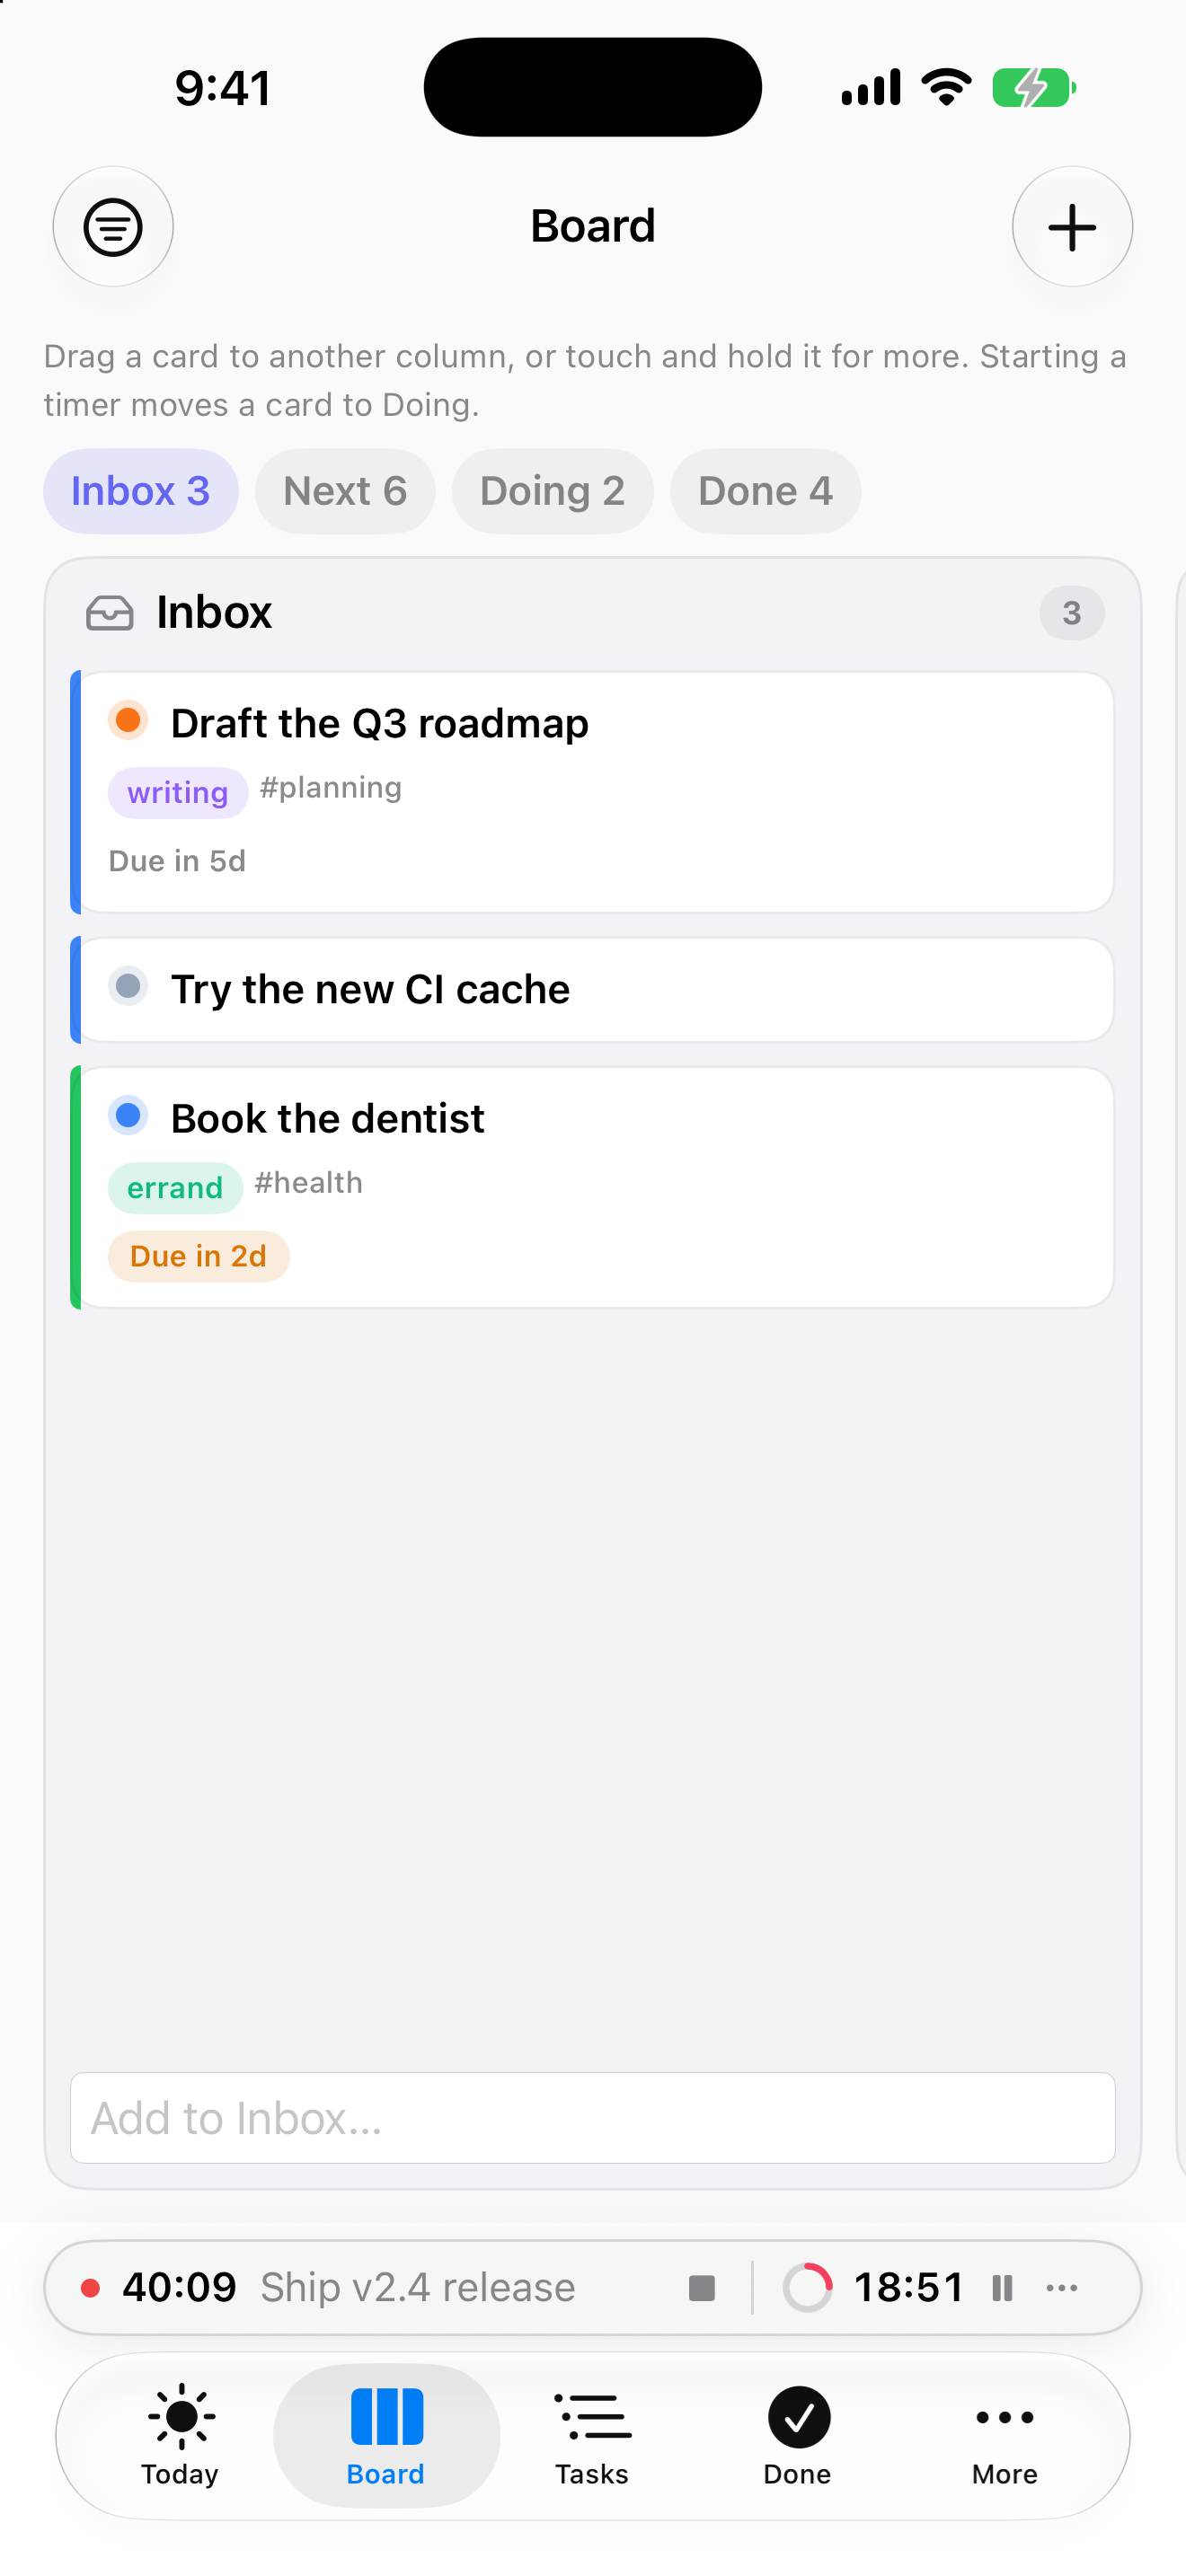 9:41
Board
Drag a card to another column, or touch and hold it for more. Starting a
timer moves a card to Doing.
Inbox 3
Next 6
Doing 2
Done 4
Inbox
3
Draft the Q3 roadmap
writing #planning
Due in 5d
Try the new CI cache
Book the dentist
errand #health
Due in 2d
Add to Inbox...
40:09 Ship v2.4 release
18:51
Today
Board
Tasks
Done
More